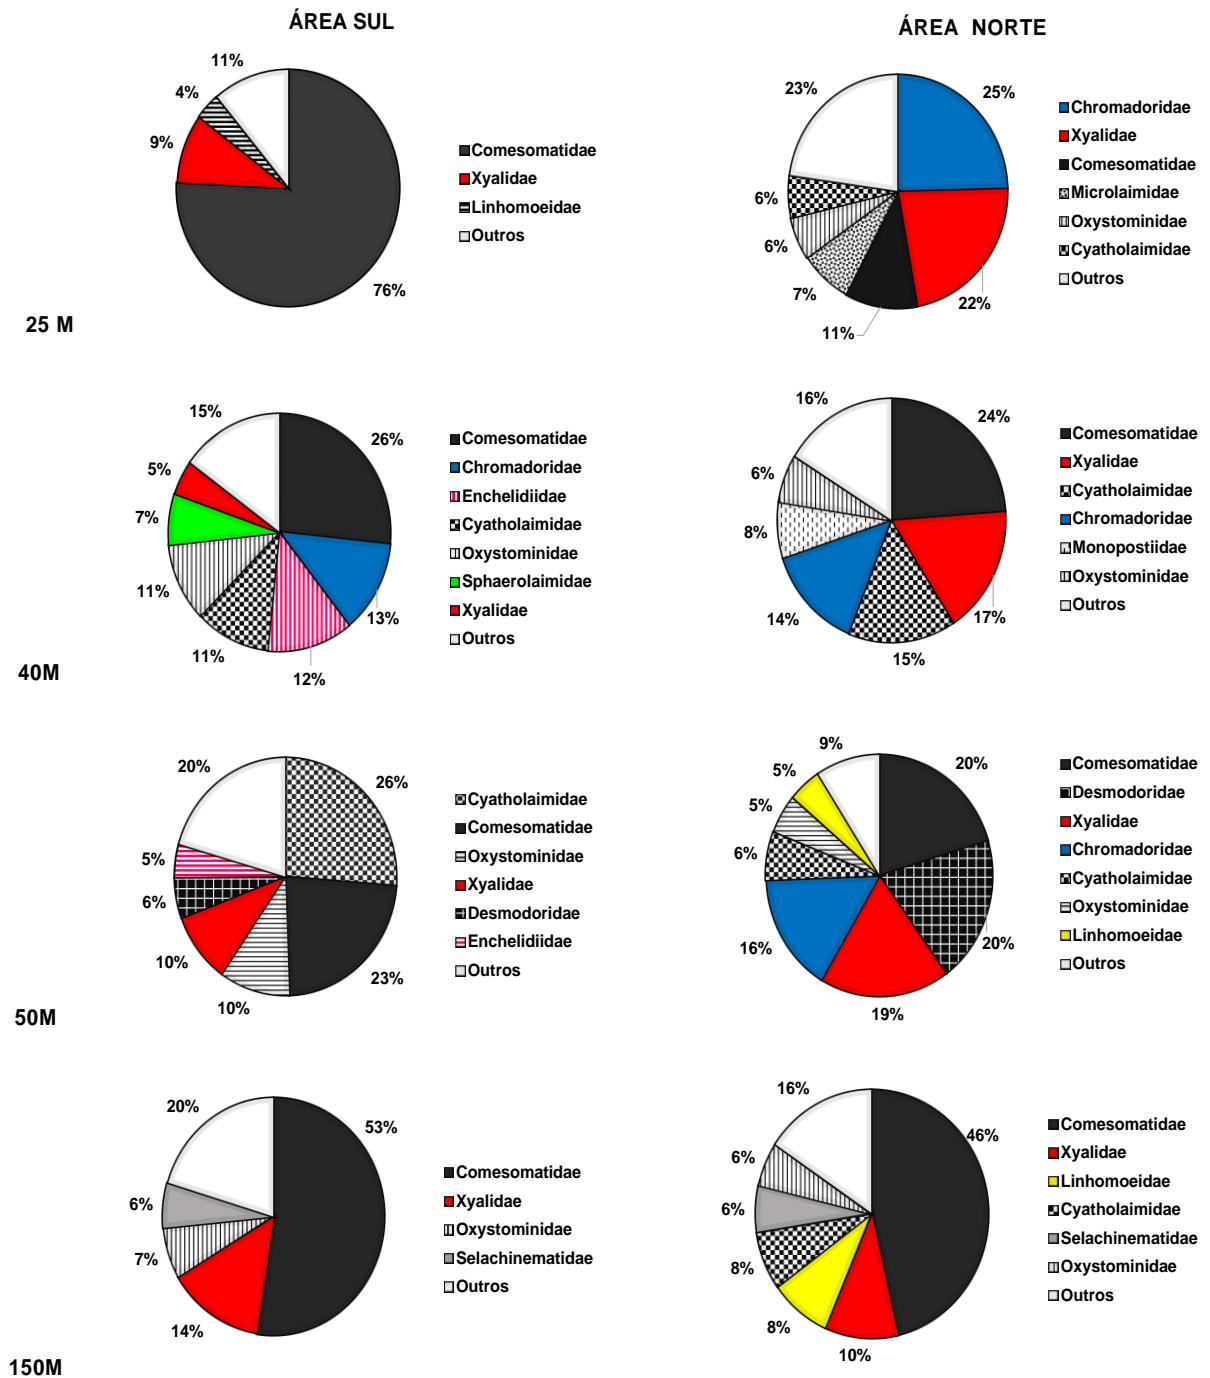 ÁREA SUL
ÁREA NORTE
11%
4%
9%
76%
Comesomatidae
Xyalidae
Linhomoeidae
Outros
23%
25%
6%
6%
7%
11%
22%
Chromadoridae
Xyalidae
Comesomatidae
Microlaimidae
Oxystominidae
Cyatholaimidae
Outros
25 M
15%
26%
5%
7%
11%
11%
12%
13%
Comesomatidae
Chromadoridae
Enchelidiidae
Cyatholaimidae
Oxystominidae
Sphaerolaimidae
Xyalidae
Outros
16%
24%
6%
8%
14%
15%
17%
Comesomatidae
Xyalidae
Cyatholaimidae
Chromadoridae
Monopostiidae
Oxystominidae
Outros
40M
20%
26%
5%
6%
10%
10%
23%
Cyatholaimidae
Comesomatidae
Oxystominidae
Xyalidae
Desmodoridae
Enchelidiidae
Outros
9%
20%
5%
5%
6%
16%
19%
20%
Comesomatidae
Desmodoridae
Xyalidae
Chromadoridae
Cyatholaimidae
Oxystominidae
Linhomoeidae
Outros
50M
20%
53%
6%
7%
14%
Comesomatidae
Xyalidae
Oxystominidae
Selachinematidae
Outros
16%
46%
6%
6%
8%
8%
10%
Comesomatidae
Xyalidae
Linhomoeidae
Cyatholaimidae
Selachinematidae
Oxystominidae
Outros
150M